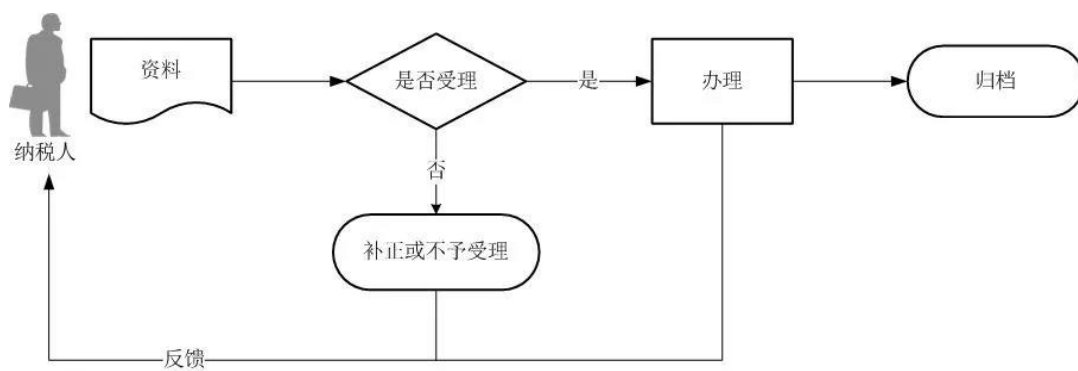 纳税人
资料
是否受理
是
办理
归档
否
补正或不予受理
反馈